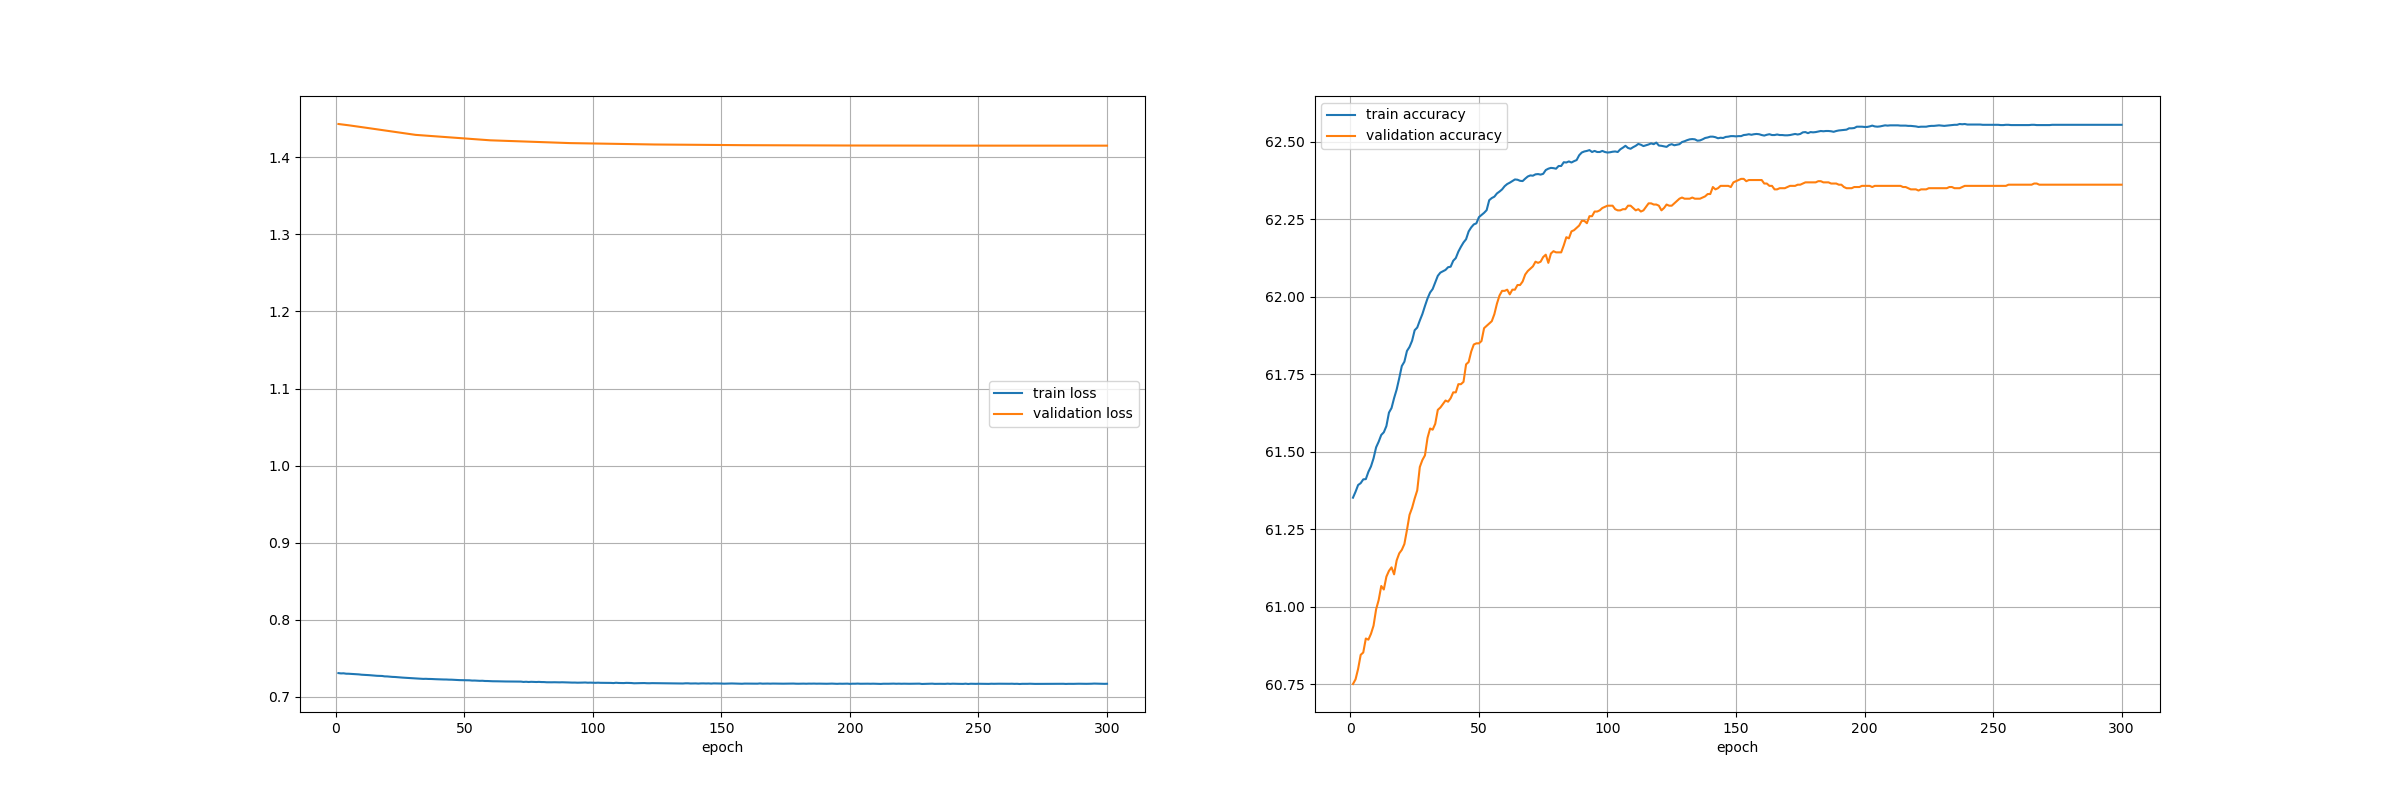 1.4
1.3
1.2
1.1
1.0
0.9
0.8
0.7
0 50 100 150 200 250 300
epoch
train loss
validation loss
train accuracy
validation accuracy
62.50
62.25
62.00
61.75
61.50
61.25
61.00
60.75
0 50 100 150 200 250 300
epoch